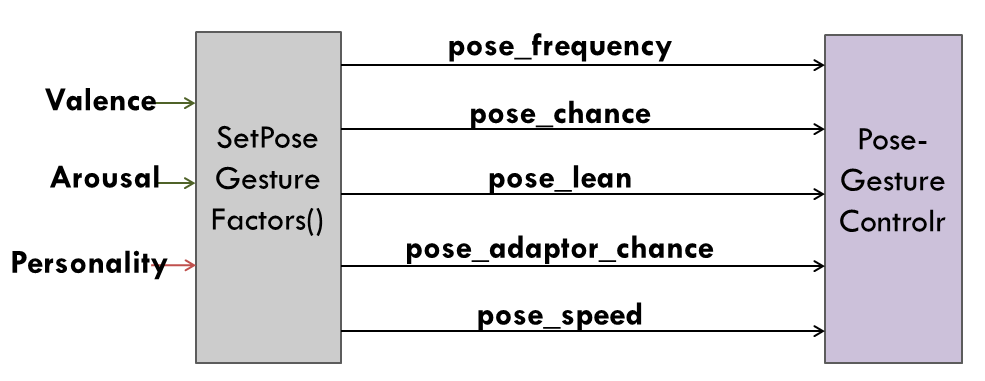 Valence
Arousal
Personality
SetPose
Gesture
Factors()
pose_frequency
pose_chance
pose_lean
pose_adaptor_chance
pose_speed
Pose-
Gesture
Controlr